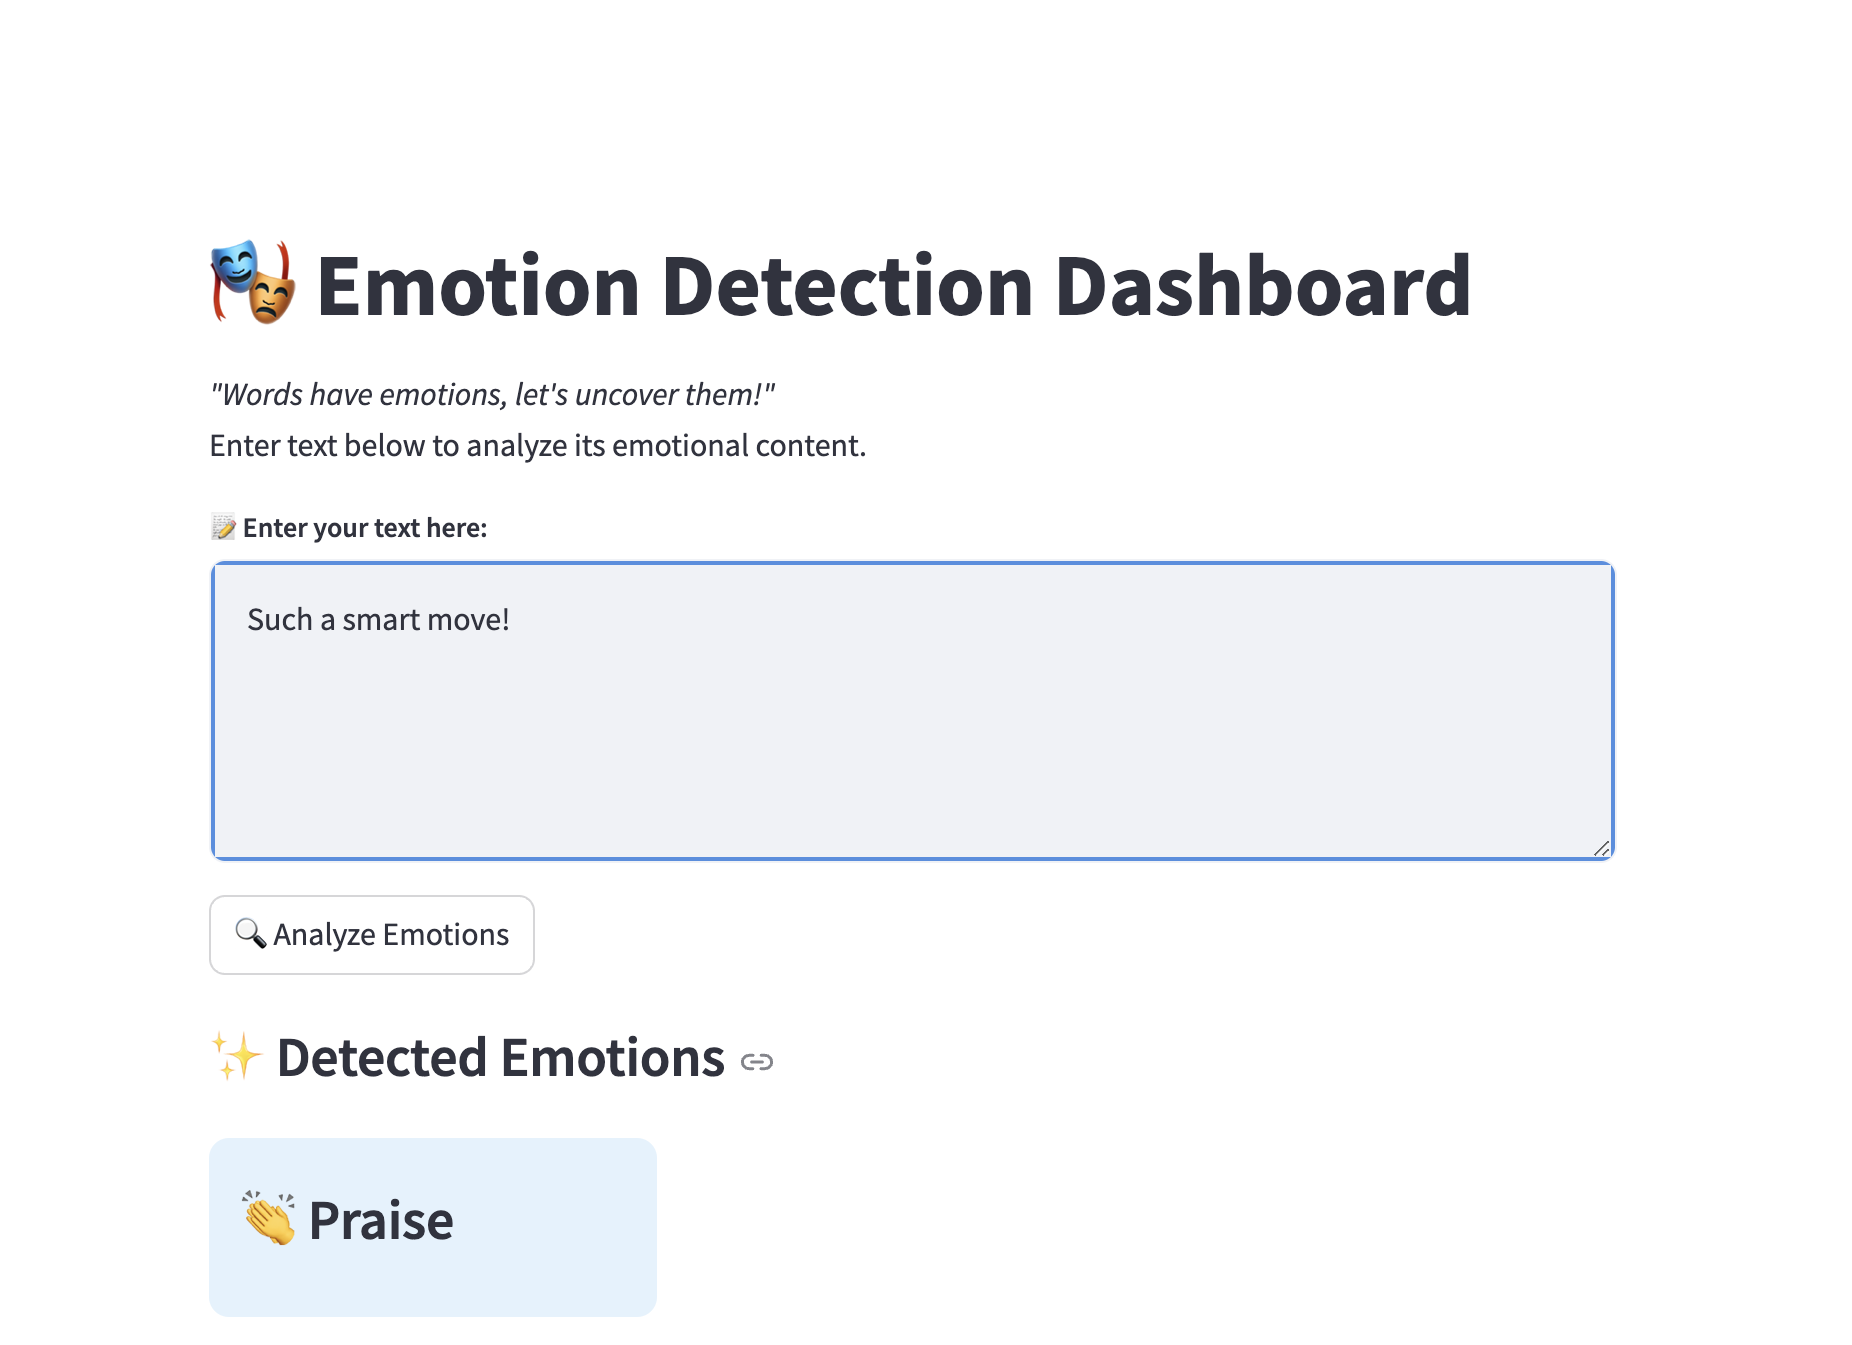 🎭 Emotion Detection Dashboard
"Words have emotions, let's uncover them!"
Enter text below to analyze its emotional content.
📝 Enter your text here:
Such a smart move!
🔍 Analyze Emotions
✨ Detected Emotions
👏 Praise